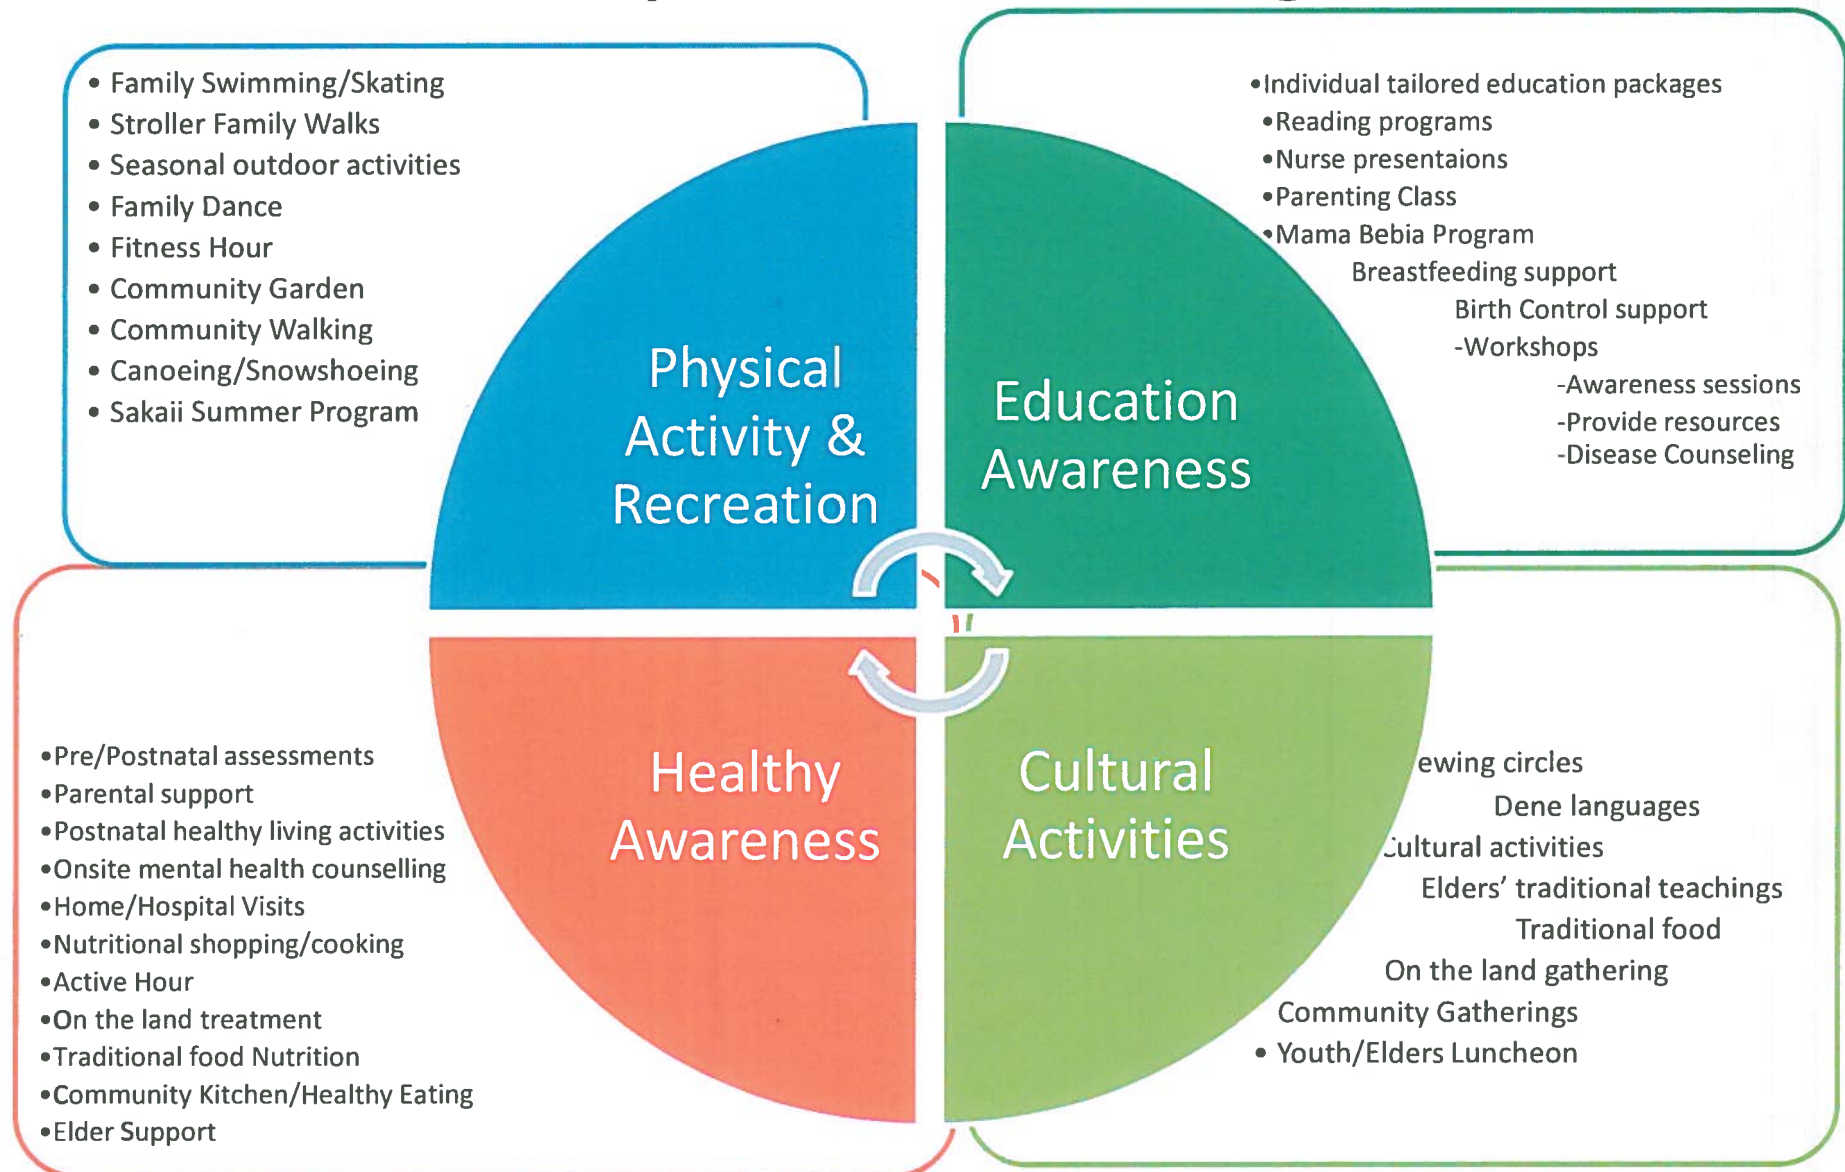 • Family Swimming/Skating
• Stroller Family Walks
• Seasonal outdoor activities
• Family Dance
• Fitness Hour
• Community Garden
• Community Walking
• Canoeing/Snowshoeing
• Sakaii Summer Program
Physical
Activity &
Recreation
•Individual tailored education packages
•Reading programs
•Nurse presentaions
•Parenting Class
•Mama Bebia Program
Breastfeeding support
Birth Control support
-Workshops
-Awareness sessions
-Provide resources
-Disease Counseling
Education
Awareness
•Pre/Postnatal assessments
•Parental support
•Postnatal healthy living activities
•Onsite mental health counselling
•Home/Hospital Visits
•Nutritional shopping/cooking
•Active Hour
•On the land treatment
•Traditional food Nutrition
•Community Kitchen/Healthy Eating
•Elder Support
Healthy
Awareness
Cultural
Activities
ewing circles
Dene languages
Cultural activities
Elders’ traditional teachings
Traditional food
On the land gathering
Community Gatherings
• Youth/Elders Luncheon